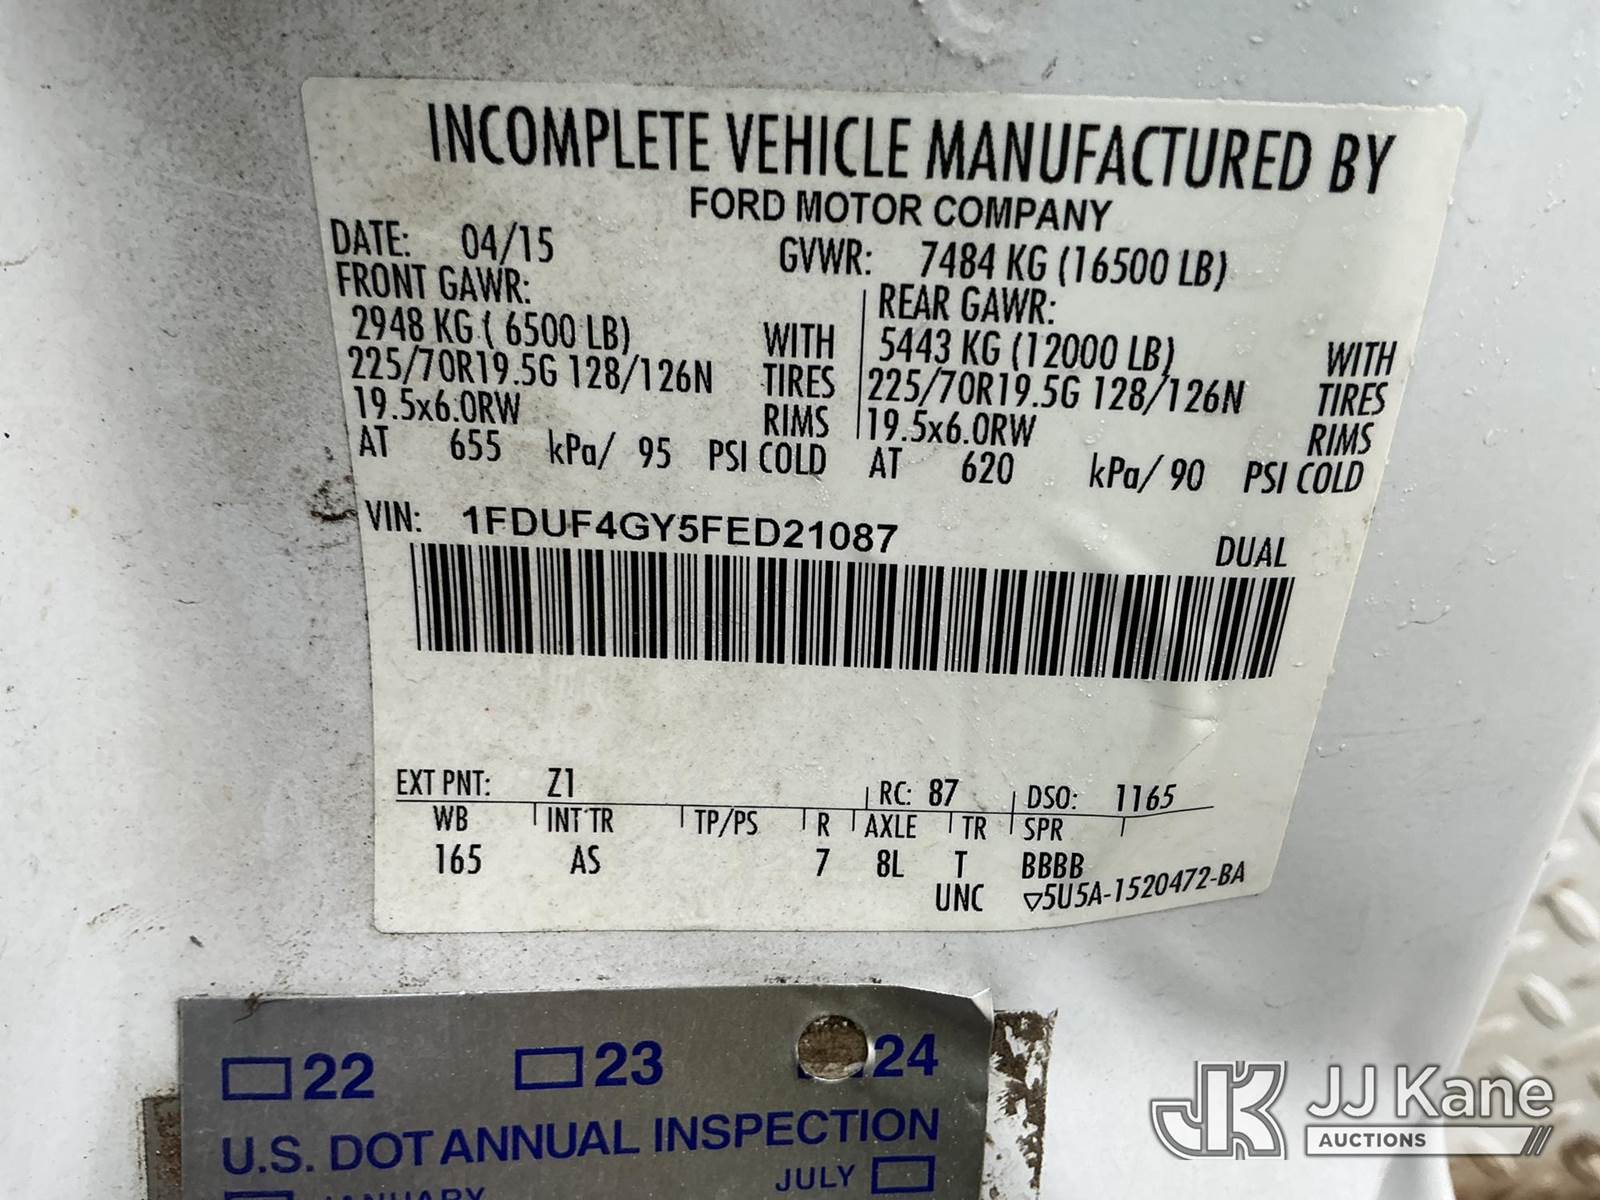 INCOMPLETE VEHICLE MANUFACTURED BY
FORD MOTOR COMPANY
DATE: 04/15 GVWR: 7484 KG (16500 LB)
FRONT GAWR: REAR GAWR:
2948 KG ( 6500 LB) WITH 5443 KG (12000 LB) WITH
225/70R19.5G 128/126N TIRES 225/70R19.5G 128/126N TIRES
19.5x6.0RW RIMS 19.5x6.0RW RIMS
AT 655 kPa/ 95 PSI COLD AT 620 kPa/ 90 PSI COLD
VIN: 1FDUF4GY5FED21087
DUAL
EXT PNT: Z1 RC: 87 DSO: 1165
WB INT TR TP/PS R AXLE TR SPR
165 AS 7 8L T BBBB
UNC ▽5U5A-1520472-BA
22 23 24
U.S. DOT ANNUAL INSPECTION
JANUARY JULY
JJ Kane
AUCTIONS